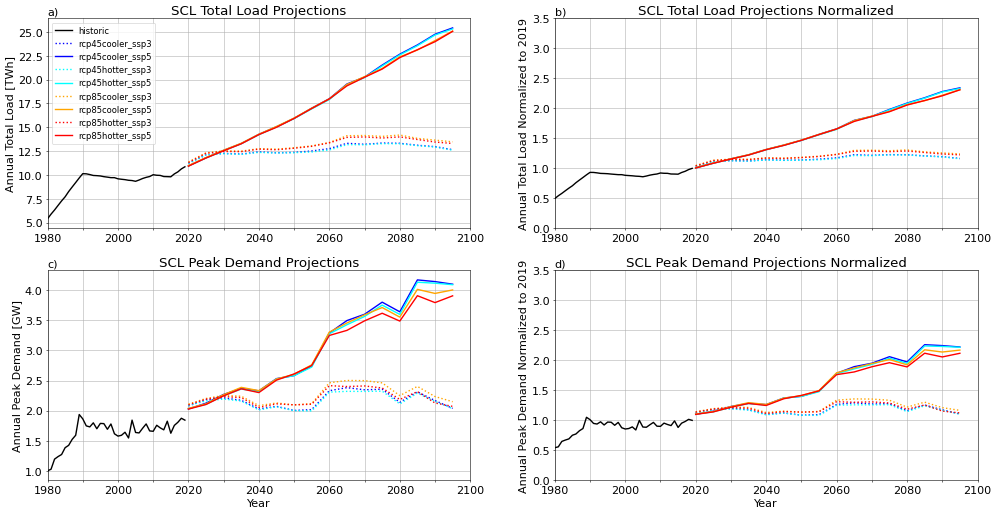 a)
SCL Total Load Projections
Annual Total Load [TWh]
25.0
22.5
20.0
17.5
15.0
12.5
10.0
7.5
5.0
historic
rcp45cooler_ssp3
rcp45cooler_ssp5
rcp45hotter_ssp3
rcp45hotter_ssp5
rcp85cooler_ssp3
rcp85cooler_ssp5
rcp85hotter_ssp3
rcp85hotter_ssp5
1980 2000 2020 2040 2060 2080 2100
b)
SCL Total Load Projections Normalized
Annual Total Load Normalized to 2019
3.5
3.0
2.5
2.0
1.5
1.0
0.5
0.0
1980 2000 2020 2040 2060 2080 2100
c)
SCL Peak Demand Projections
Annual Peak Demand [GW]
4.0
3.5
3.0
2.5
2.0
1.5
1.0
1980 2000 2020 2040 2060 2080 2100
Year
d)
SCL Peak Demand Projections Normalized
Annual Peak Demand Normalized to 2019
3.5
3.0
2.5
2.0
1.5
1.0
0.5
0.0
1980 2000 2020 2040 2060 2080 2100
Year